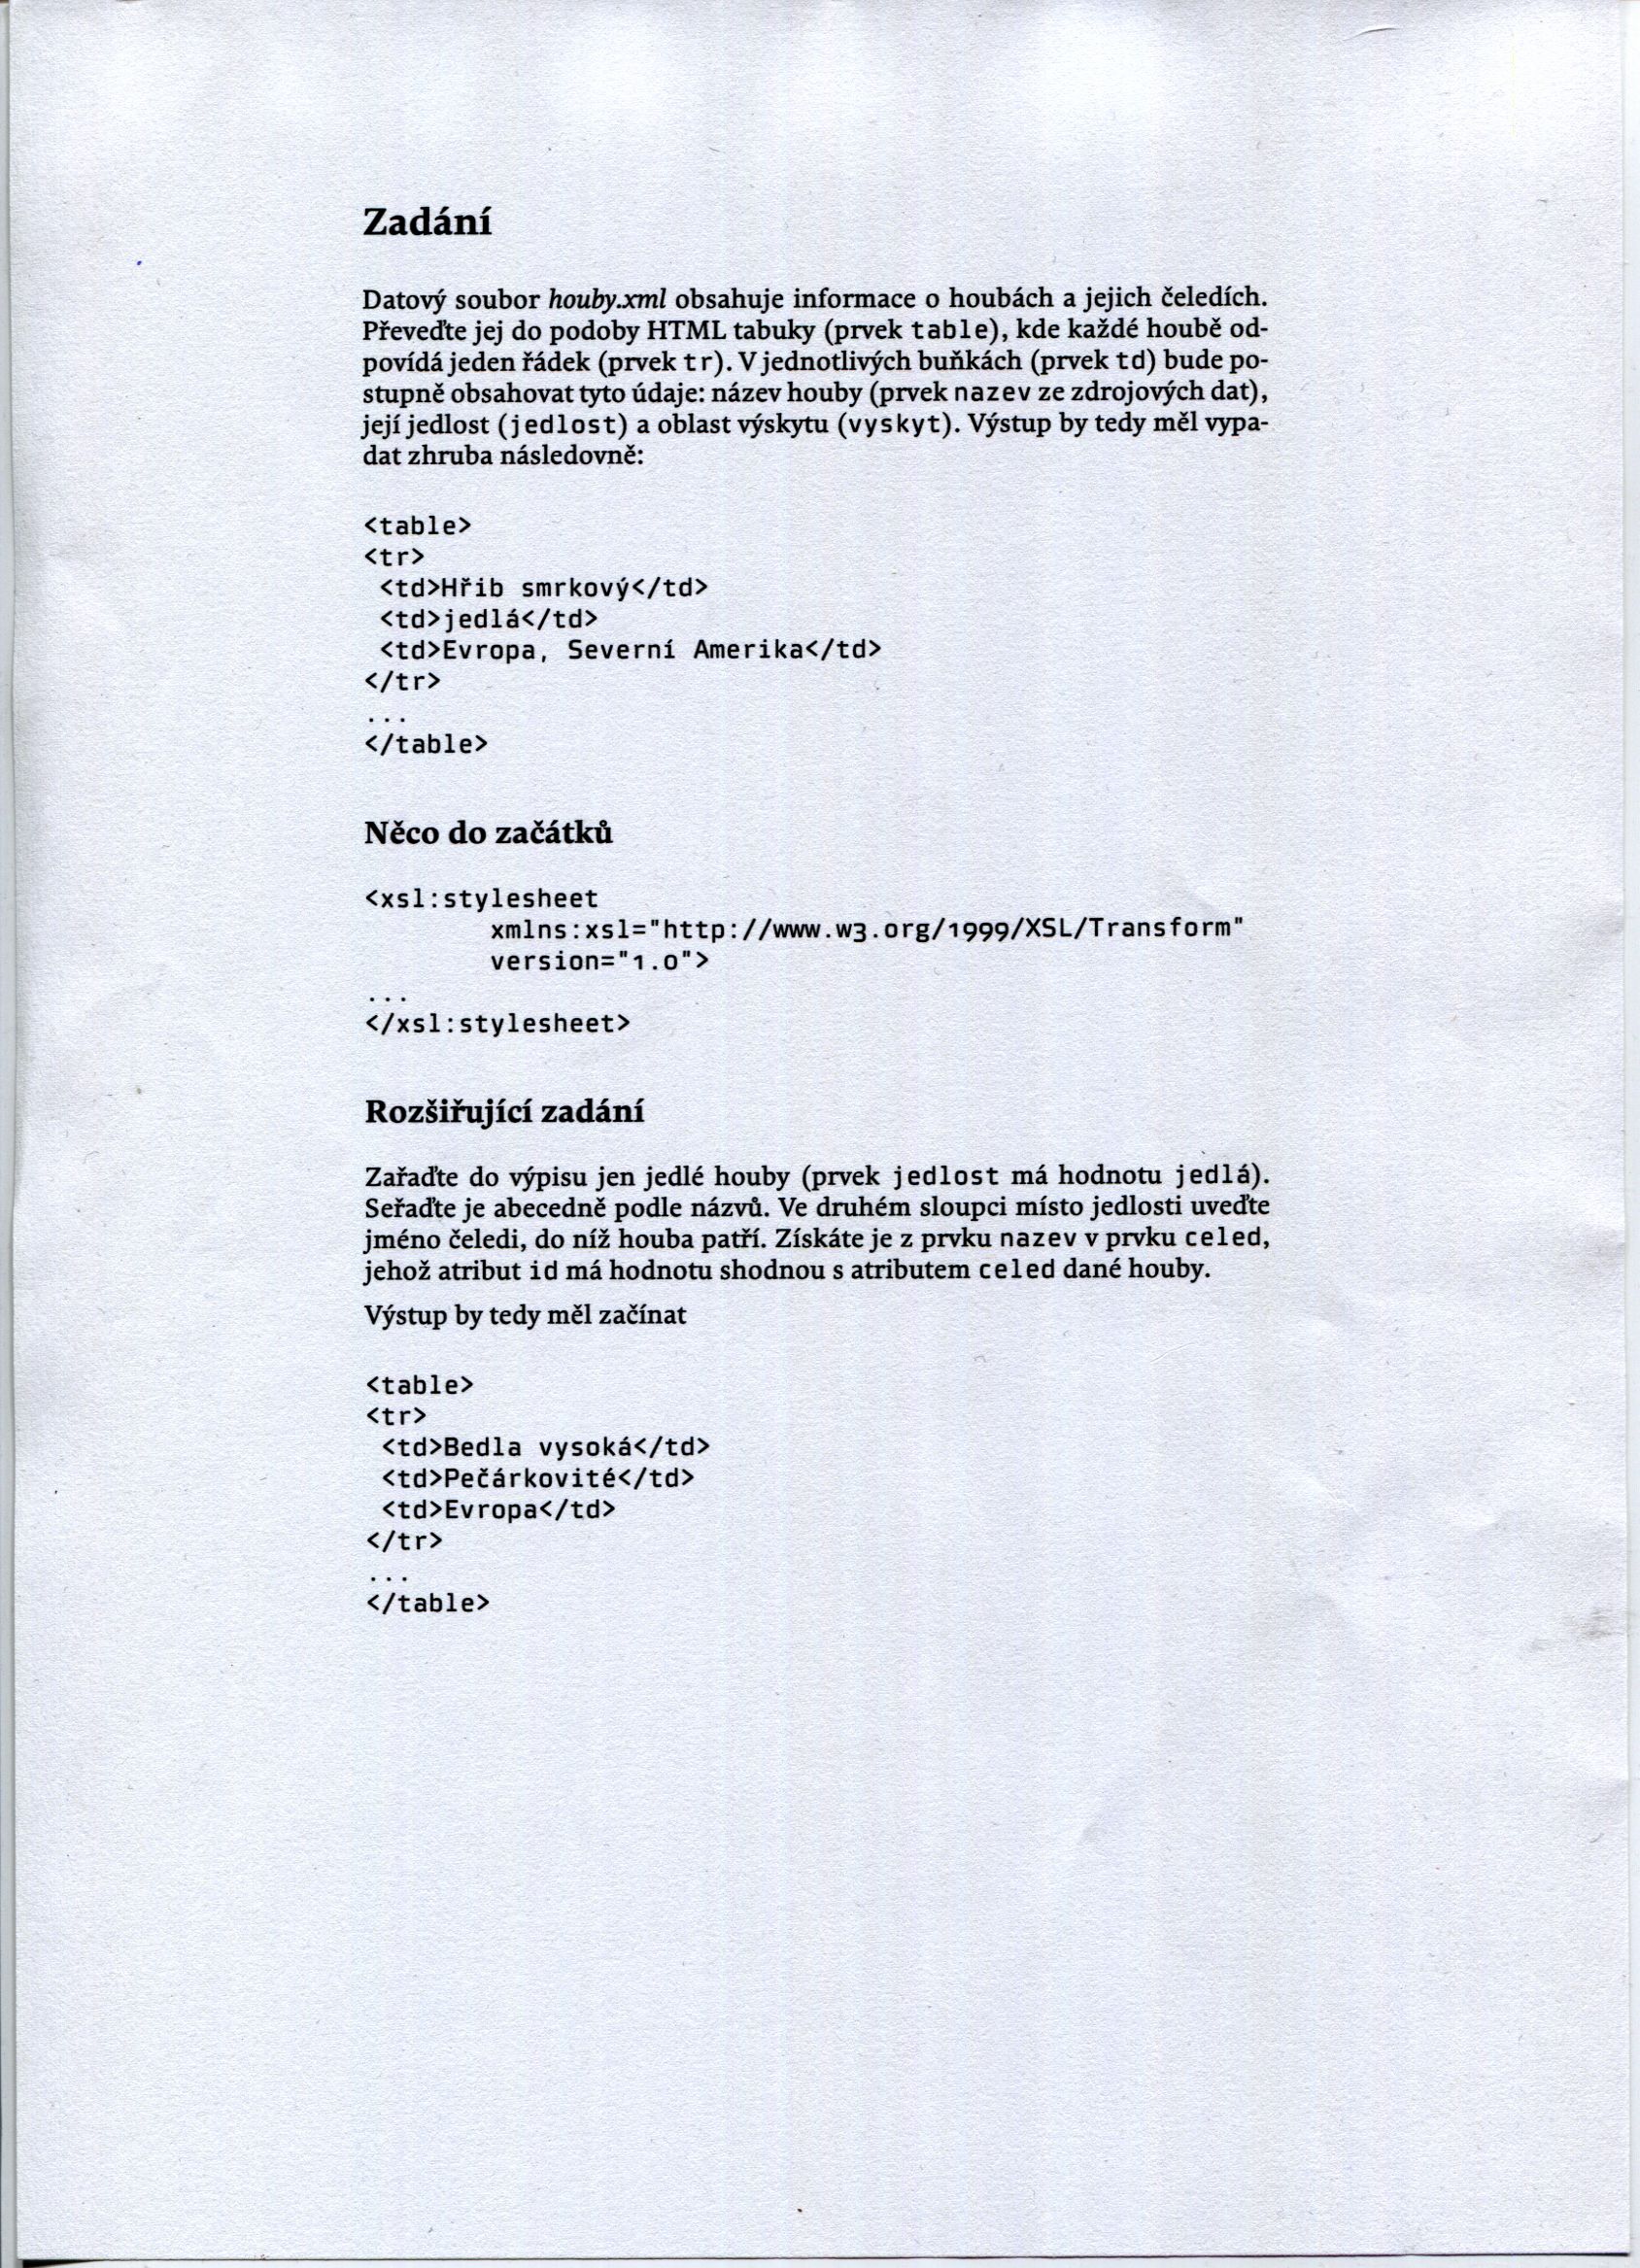 Zadání
Datový soubor houby.xml obsahuje informace o houbách a jejich čeledích.
Převeďte jej do podoby HTML tabuky (prvek table), kde každé houbě od-
povídá jeden řádek (prvek tr). V jednotlivých buňkách (prvek td) bude po-
stupně obsahovat tyto údaje: název houby (prvek nazev ze zdrojových dat),
její jedlost (jedlost) a oblast výskytu (vyskyt). Výstup by tedy měl vypa-
dat zhruba následovně:
<table>
<tr>
 <td>Hřib smrkový</td>
 <td>jedlá</td>
 <td>Evropa, Severní Amerika</td>
</tr>
...
</table>
Něco do začátků
<xsl:stylesheet
        xmlns:xsl="http://www.w3.org/1999/XSL/Transform"
        version="1.0">
...
</xsl:stylesheet>
Rozšiřující zadání
Zařaďte do výpisu jen jedlé houby (prvek jedlost má hodnotu jedlá).
Seřaďte je abecedně podle názvů. Ve druhém sloupci místo jedlosti uveďte
jméno čeledi, do níž houba patří. Získáte je z prvku nazev v prvku celed,
jehož atribut id má hodnotu shodnou s atributem celed dané houby.
Výstup by tedy měl začínat
<table>
<tr>
 <td>Bedla vysoká</td>
 <td>Pečárkovité</td>
 <td>Evropa</td>
</tr>
...
</table>